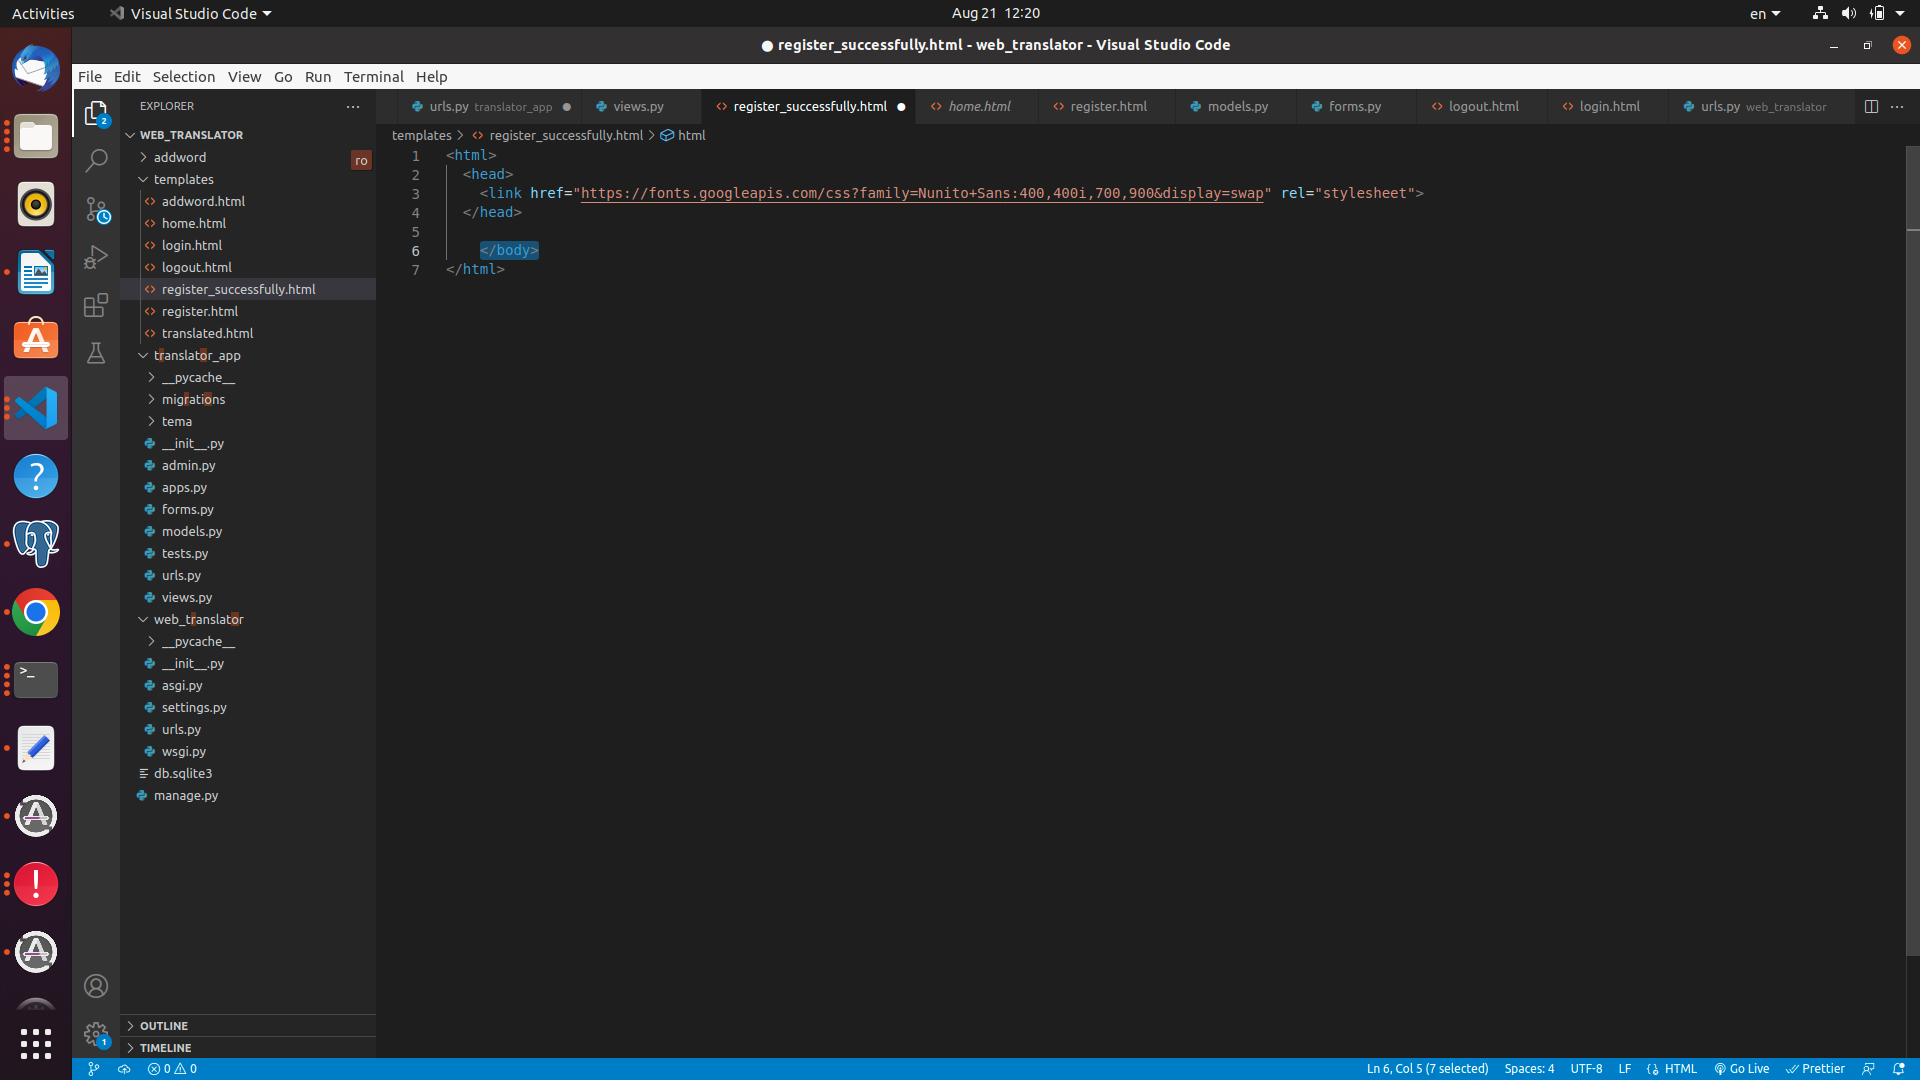 Activities
Visual Studio Code
Aug 21 12:20
en
● register_successfully.html - web_translator - Visual Studio Code
File Edit Selection View Go Run Terminal Help
EXPLORER
urls.py translator_app
views.py
register_successfully.html
home.html
register.html
models.py
forms.py
logout.html
login.html
urls.py web_translator
templates > register_successfully.html > html
2
WEB_TRANSLATOR
addword
ro
templates
addword.html
home.html
login.html
logout.html
register_successfully.html
register.html
translated.html
translator_app
__pycache__
migrations
tema
__init__.py
admin.py
apps.py
forms.py
models.py
tests.py
urls.py
views.py
web_translator
__pycache__
__init__.py
asgi.py
settings.py
urls.py
wsgi.py
db.sqlite3
manage.py
OUTLINE
TIMELINE
1
1 <html>
2 <head>
3 <link href="https://fonts.googleapis.com/css?family=Nunito+Sans:400,400i,700,900&display=swap" rel="stylesheet">
4 </head>
5
6 </body>
7 </html>
0 0
Ln 6, Col 5 (7 selected)
Spaces: 4
UTF-8
LF
HTML
Go Live
Prettier